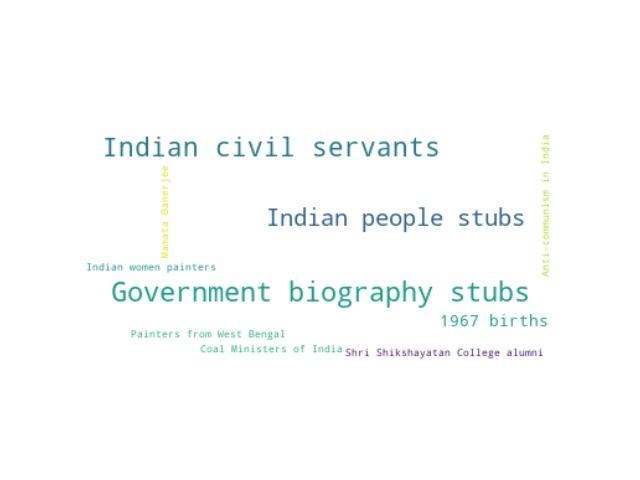 Indian civil servants
Anti-communism in India
Mamata Banerjee
Indian people stubs
Indian women painters
Government biography stubs
1967 births
Painters from West Bengal
Coal Ministers of India
Shri Shikshayatan College alumni